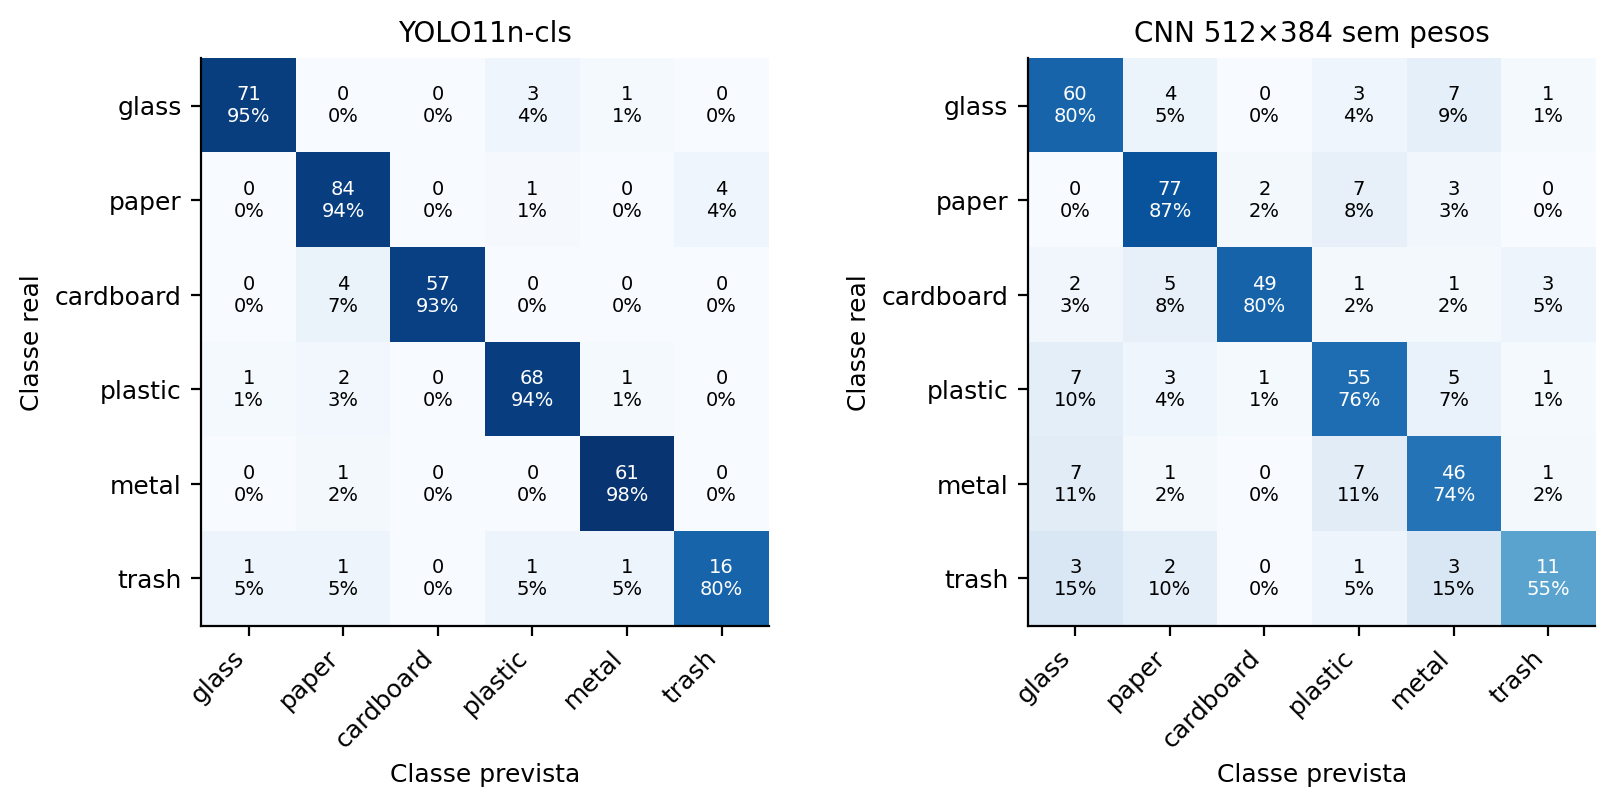 YOLO11n-cls
glass
71 0 0 3 1 0
95% 0% 0% 4% 1% 0%
paper
0 84 0 1 0 4
0% 94% 0% 1% 0% 4%
cardboard
0 4 57 0 0 0
0% 7% 93% 0% 0% 0%
plastic
1 2 0 68 1 0
1% 3% 0% 94% 1% 0%
metal
0 1 0 0 61 0
0% 2% 0% 0% 98% 0%
trash
1 1 0 1 1 16
5% 5% 0% 5% 5% 80%
Classe real
glass
paper
cardboard
plastic
metal
trash
Classe prevista
CNN 512×384 sem pesos
glass
60 4 0 3 7 1
80% 5% 0% 4% 9% 1%
paper
0 77 2 7 3 0
0% 87% 2% 8% 3% 0%
cardboard
2 5 49 1 1 3
3% 8% 80% 2% 2% 5%
plastic
7 3 1 55 5 1
10% 4% 1% 76% 7% 1%
metal
7 1 0 7 46 1
11% 2% 0% 11% 74% 2%
trash
3 2 0 1 3 11
15% 10% 0% 5% 15% 55%
Classe real
glass
paper
cardboard
plastic
metal
trash
Classe prevista